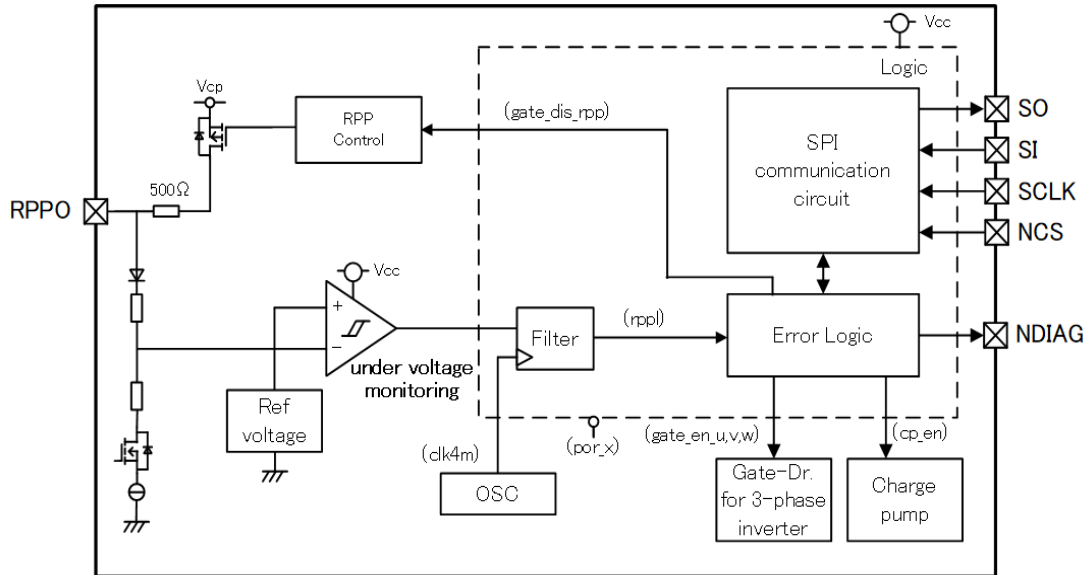 Vcc
Logic
Vcp
RPP
Control
(gate_dis_rpp)
SPI
communication
circuit
SO
SI
SCLK
NCS
500Ω
RPPO
Vcc
+
−
under voltage
monitoring
Filter
(rppl)
Error Logic
NDIAG
Ref
voltage
(clk4m)
OSC
(por_x)
(gate_en_u,v,w)
(cp_en)
Gate-Dr.
for 3-phase
inverter
Charge
pump